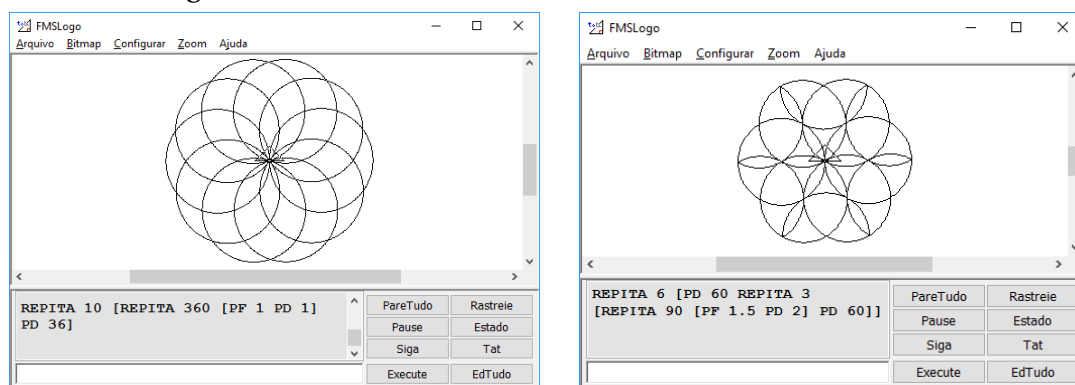 FMSLogo
Arquivo Bitmap Configurar Zoom Ajuda
REPITA 10 [REPITA 360 [PF 1 PD 1]
PD 36]
PareTudo Rastreie
Pause Estado
Siga Tat
Execute EdTudo
FMSLogo
Arquivo Bitmap Configurar Zoom Ajuda
REPITA 6 [PD 60 REPITA 3
[REPITA 90 [PF 1.5 PD 2] PD 60]]
PareTudo Rastreie
Pause Estado
Siga Tat
Execute EdTudo